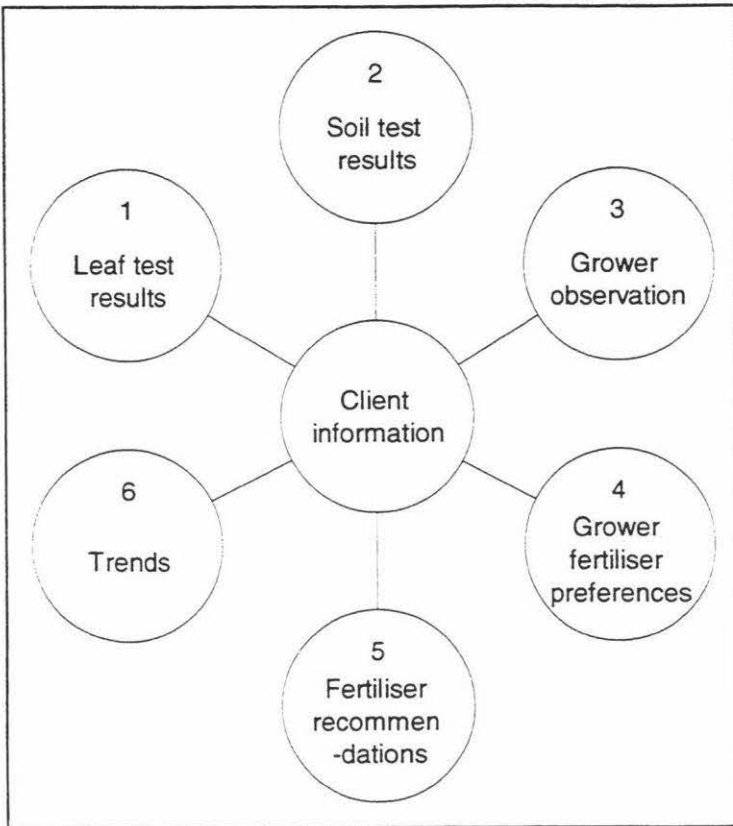 2
Soil test
results
1
Leaf test
results
3
Grower
observation
Client
information
6
Trends
4
Grower
fertiliser
preferences
5
Fertiliser
recommen
-dations